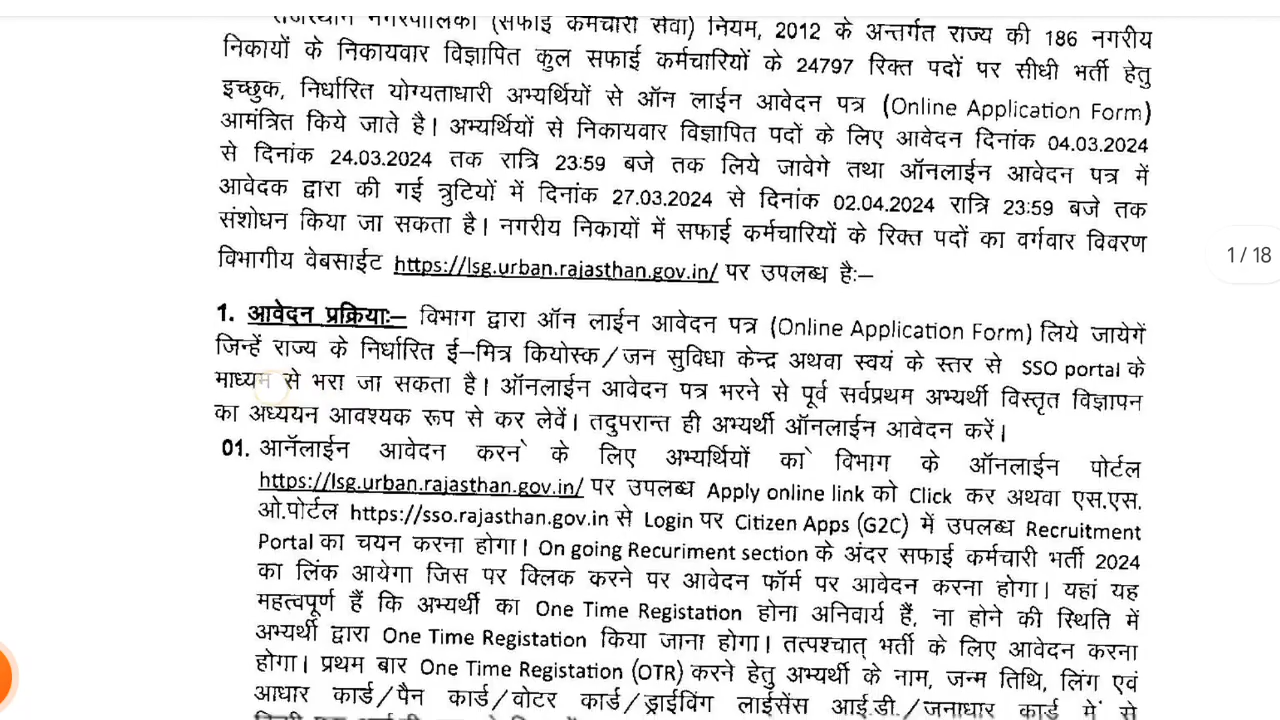 राजस्थान नगरपालिका (सफाई कर्मचारी सेवा) नियम, 2012 के अन्तर्गत राज्य की 186 नगरीय
निकायों के निकायवार विज्ञापित कुल सफाई कर्मचारियों के 24797 रिक्त पदों पर सीधी भर्ती हेतु
इच्छुक, निर्धारित योग्यताधारी अभ्यर्थियों से ऑन लाईन आवेदन पत्र (Online Application Form)
आमंत्रित किये जाते है। अभ्यर्थियों से निकायवार विज्ञापित पदों के लिए आवेदन दिनांक 04.03.2024
से दिनांक 24.03.2024 तक रात्रि 23:59 बजे तक लिये जावेगे तथा ऑनलाईन आवेदन पत्र में
आवेदक द्वारा की गई त्रुटियों में दिनांक 27.03.2024 से दिनांक 02.04.2024 रात्रि 23:59 बजे तक
संशोधन किया जा सकता है। नगरीय निकायों में सफाई कर्मचारियों के रिक्त पदों का वर्गवार विवरण
विभागीय वेबसाईट https://lsg.urban.rajasthan.gov.in/ पर उपलब्ध है:–
1 / 18
1. आवेदन प्रक्रियाः– विभाग द्वारा ऑन लाईन आवेदन पत्र (Online Application Form) लिये जायेगें
जिन्हें राज्य के निर्धारित ई–मित्र कियोस्क/जन सुविधा केन्द्र अथवा स्वयं के स्तर से SSO portal के
माध्यम से भरा जा सकता है। ऑनलाईन आवेदन पत्र भरने से पूर्व सर्वप्रथम अभ्यर्थी विस्तृत विज्ञापन
का अध्ययन आवश्यक रूप से कर लेवें। तदुपरान्त ही अभ्यर्थी ऑनलाईन आवेदन करें।
01. ऑनलाईन आवेदन करने के लिए अभ्यर्थियों को विभाग के ऑनलाईन पोर्टल
https://lsg.urban.rajasthan.gov.in/ पर उपलब्ध Apply online link को Click कर अथवा एस.एस.
ओ.पोर्टल https://sso.rajasthan.gov.in से Login पर Citizen Apps (G2C) में उपलब्ध Recruitment
Portal का चयन करना होगा। On going Recuriment section के अंदर सफाई कर्मचारी भर्ती 2024
का लिंक आयेगा जिस पर क्लिक करने पर आवेदन फॉर्म पर आवेदन करना होगा। यहां यह
महत्वपूर्ण हैं कि अभ्यर्थी का One Time Registation होना अनिवार्य हैं, ना होने की स्थिति में
अभ्यर्थी द्वारा One Time Registation किया जाना होगा। तत्पश्चात् भर्ती के लिए आवेदन करना
होगा। प्रथम बार One Time Registation (OTR) करने हेतु अभ्यर्थी के नाम, जन्म तिथि, लिंग एवं
आधार कार्ड/पैन कार्ड/वोटर कार्ड/ड्राईविंग लाईसेंस आई.डी./जनाधार कार्ड में से